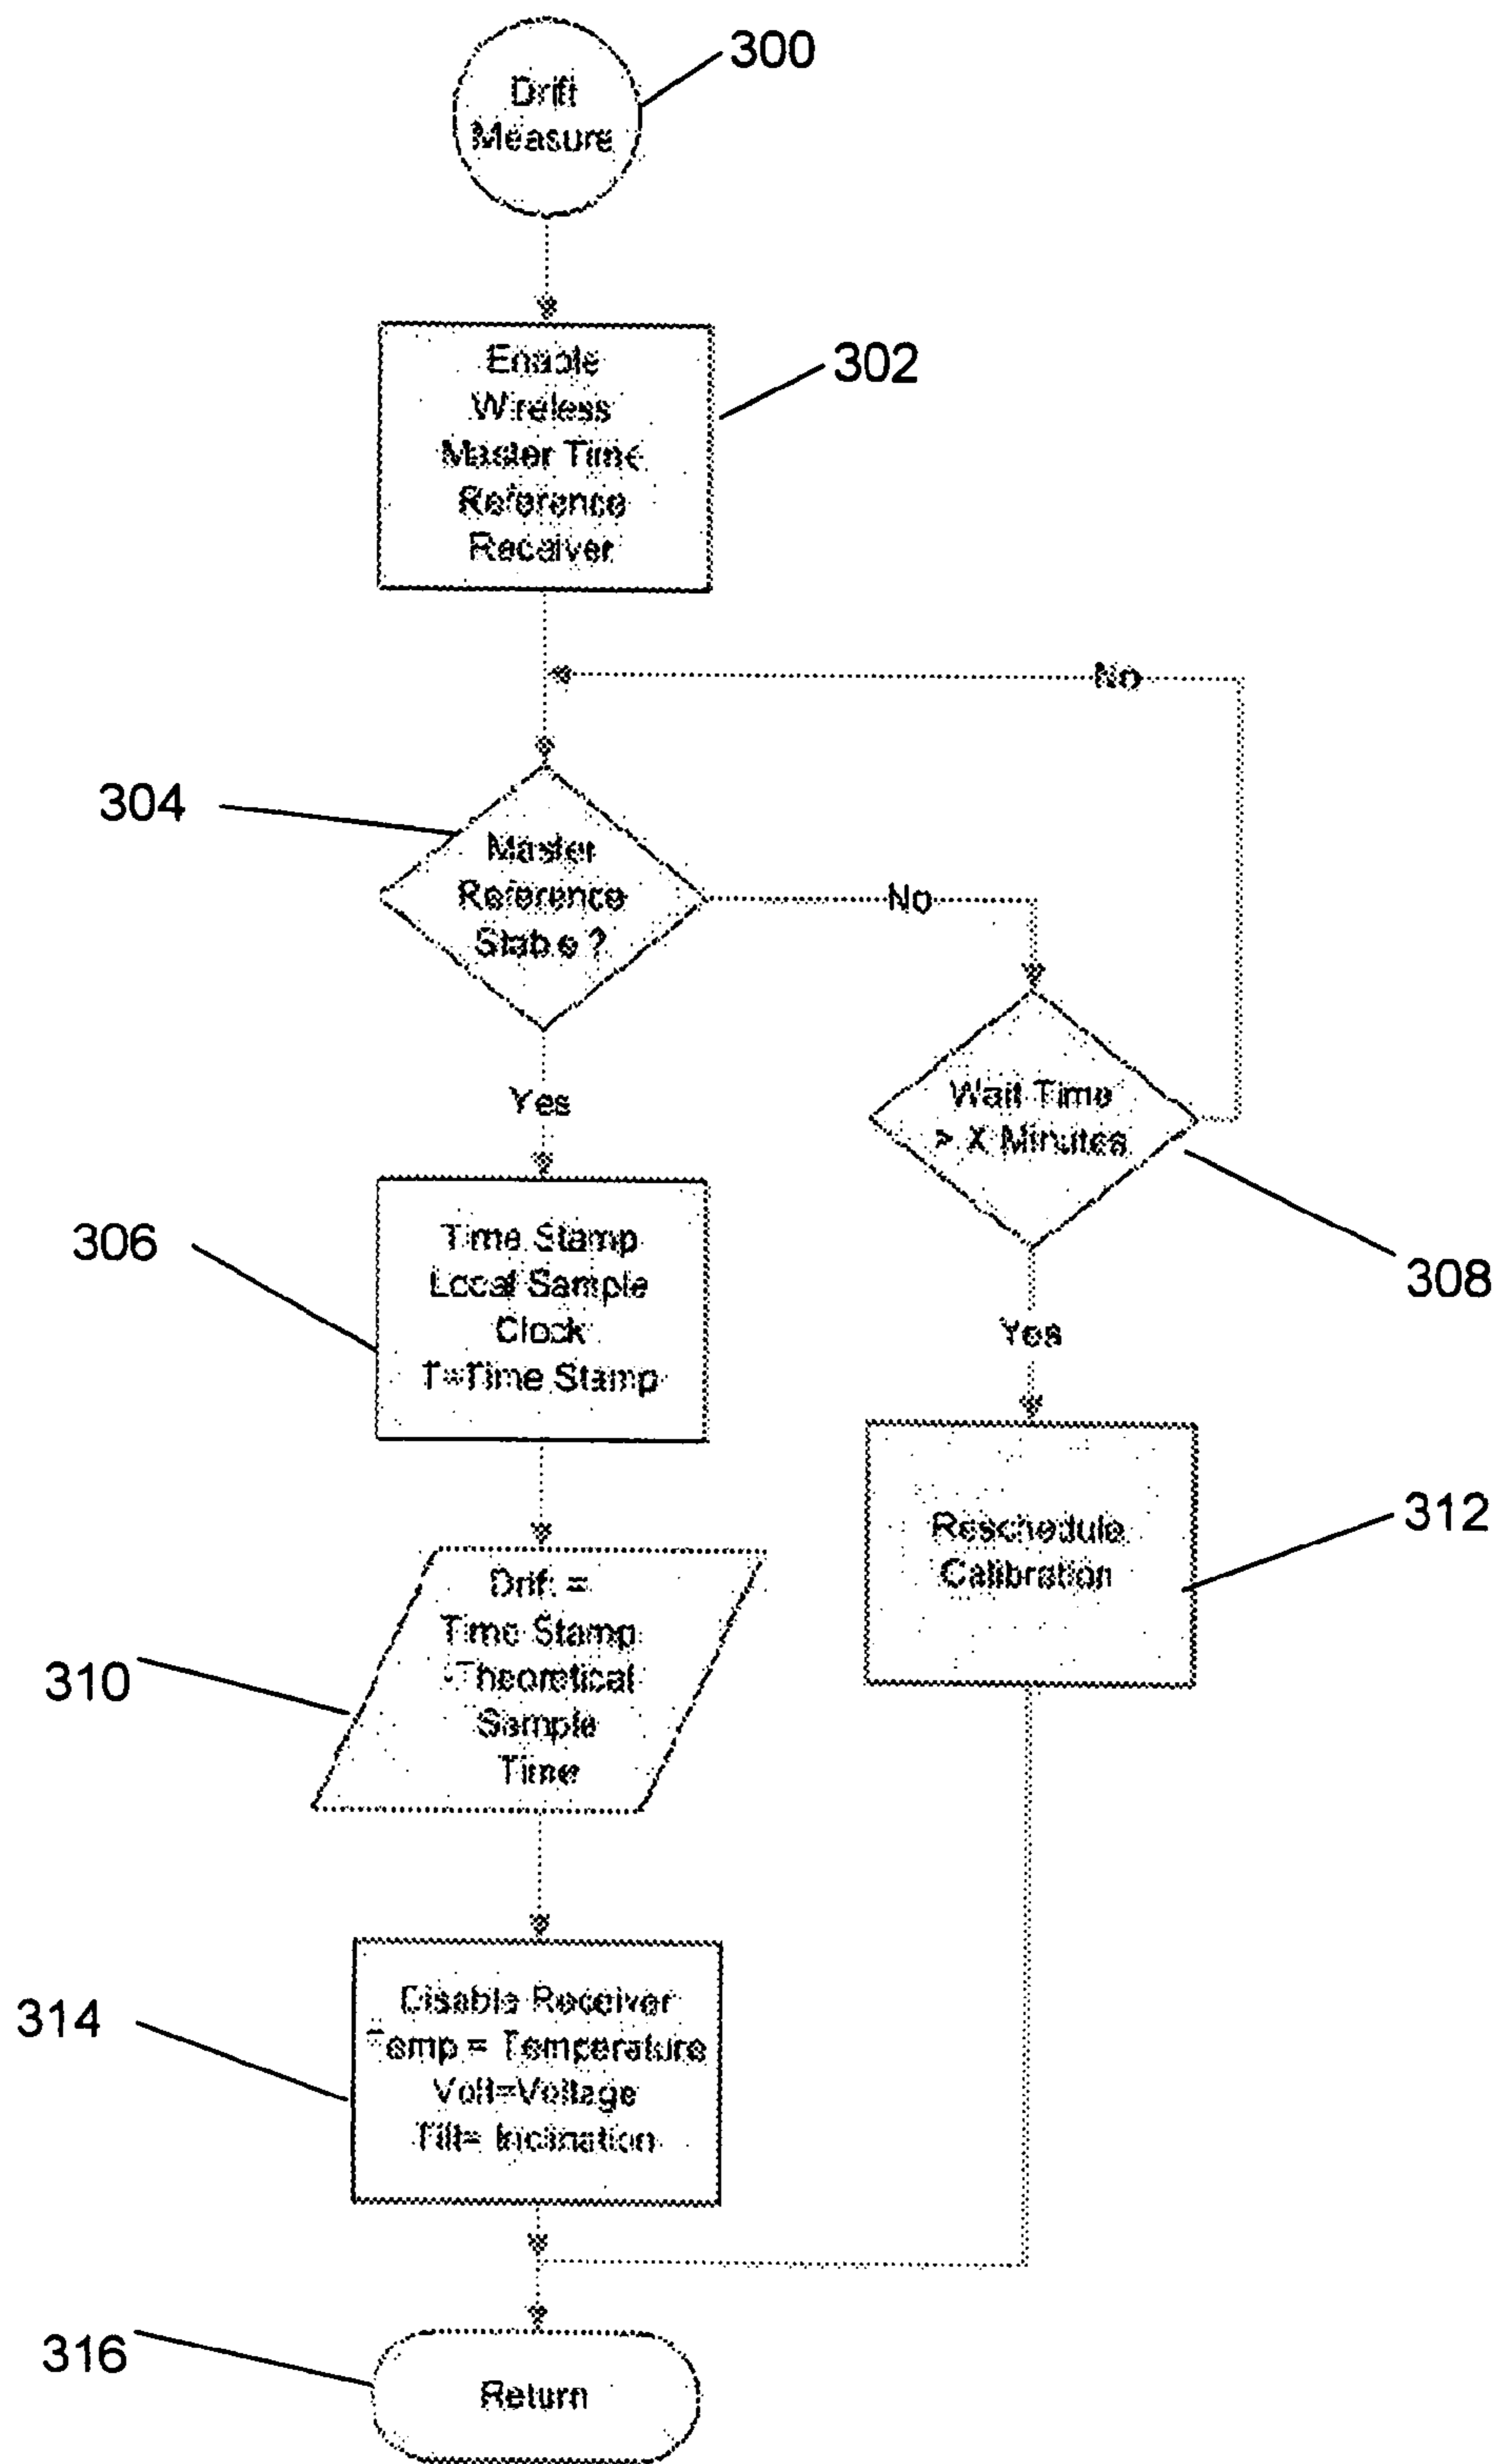 300
Drift
Measure
302
Enable
Wireless
Master Time
Reference
Receiver
No
304
Master
Reference
Stable ?
No
Yes
Wait Time
> X Minutes
308
306
Time Stamp
Local Sample
Clock
T=Time Stamp
Yes
312
Reschedule
Calibration
310
Drift =
Time Stamp
-Theoretical
Sample
Time
314
Disable Receiver
Temp = Temperature
Volt=Voltage
Tilt= Inclination
316
Return